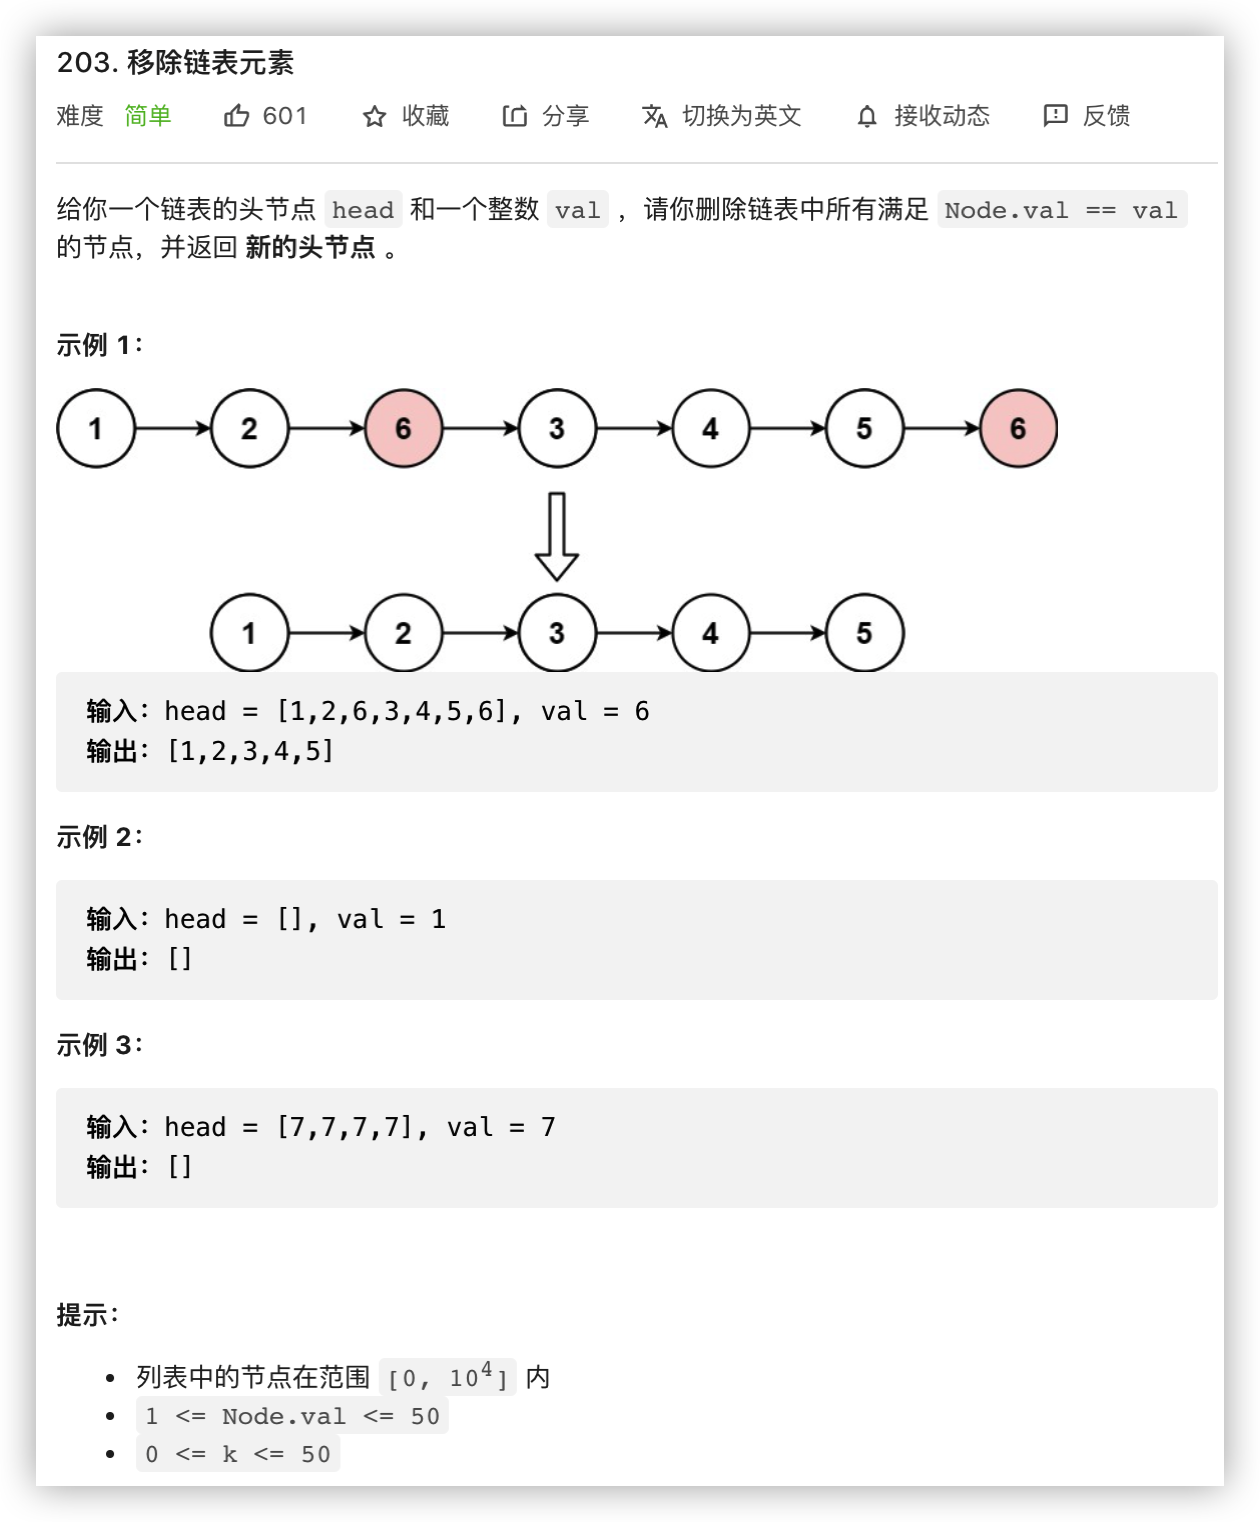 203. 移除链表元素
难度 简单 601 收藏 分享 切换为英文 接收动态 反馈
给你一个链表的头节点 head 和一个整数 val ，请你删除链表中所有满足 Node.val == val
的节点，并返回 新的头节点 。
示例 1：
1 2 6 3 4 5 6
1 2 3 4 5
输入：head = [1,2,6,3,4,5,6], val = 6
输出：[1,2,3,4,5]
示例 2：
输入：head = [], val = 1
输出：[]
示例 3：
输入：head = [7,7,7,7], val = 7
输出：[]
提示：
• 列表中的节点在范围 [0, 10⁴] 内
• 1 <= Node.val <= 50
• 0 <= k <= 50